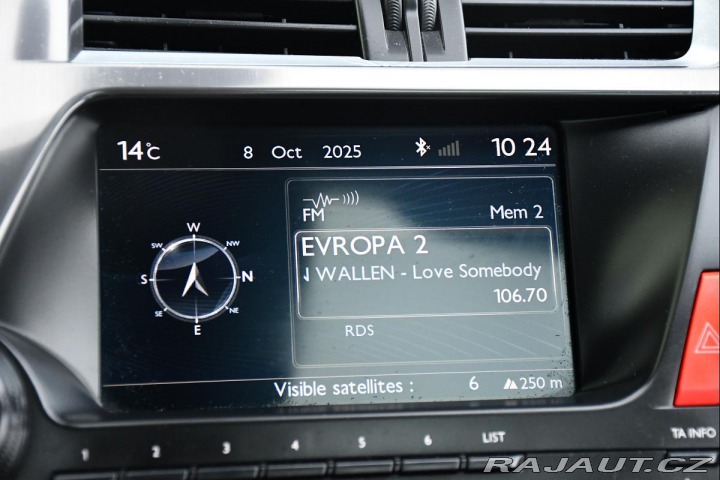 14°C 8 Oct 2025 10 24
FM
Mem 2
EVROPA 2
WALLEN - Love Somebody
106.70
RDS
W
SW NW
S N
SE NE
E
Visible satellites : 6 250 m
1 2 3 4 5 6 LIST TA INFO
RAJAUT.CZ